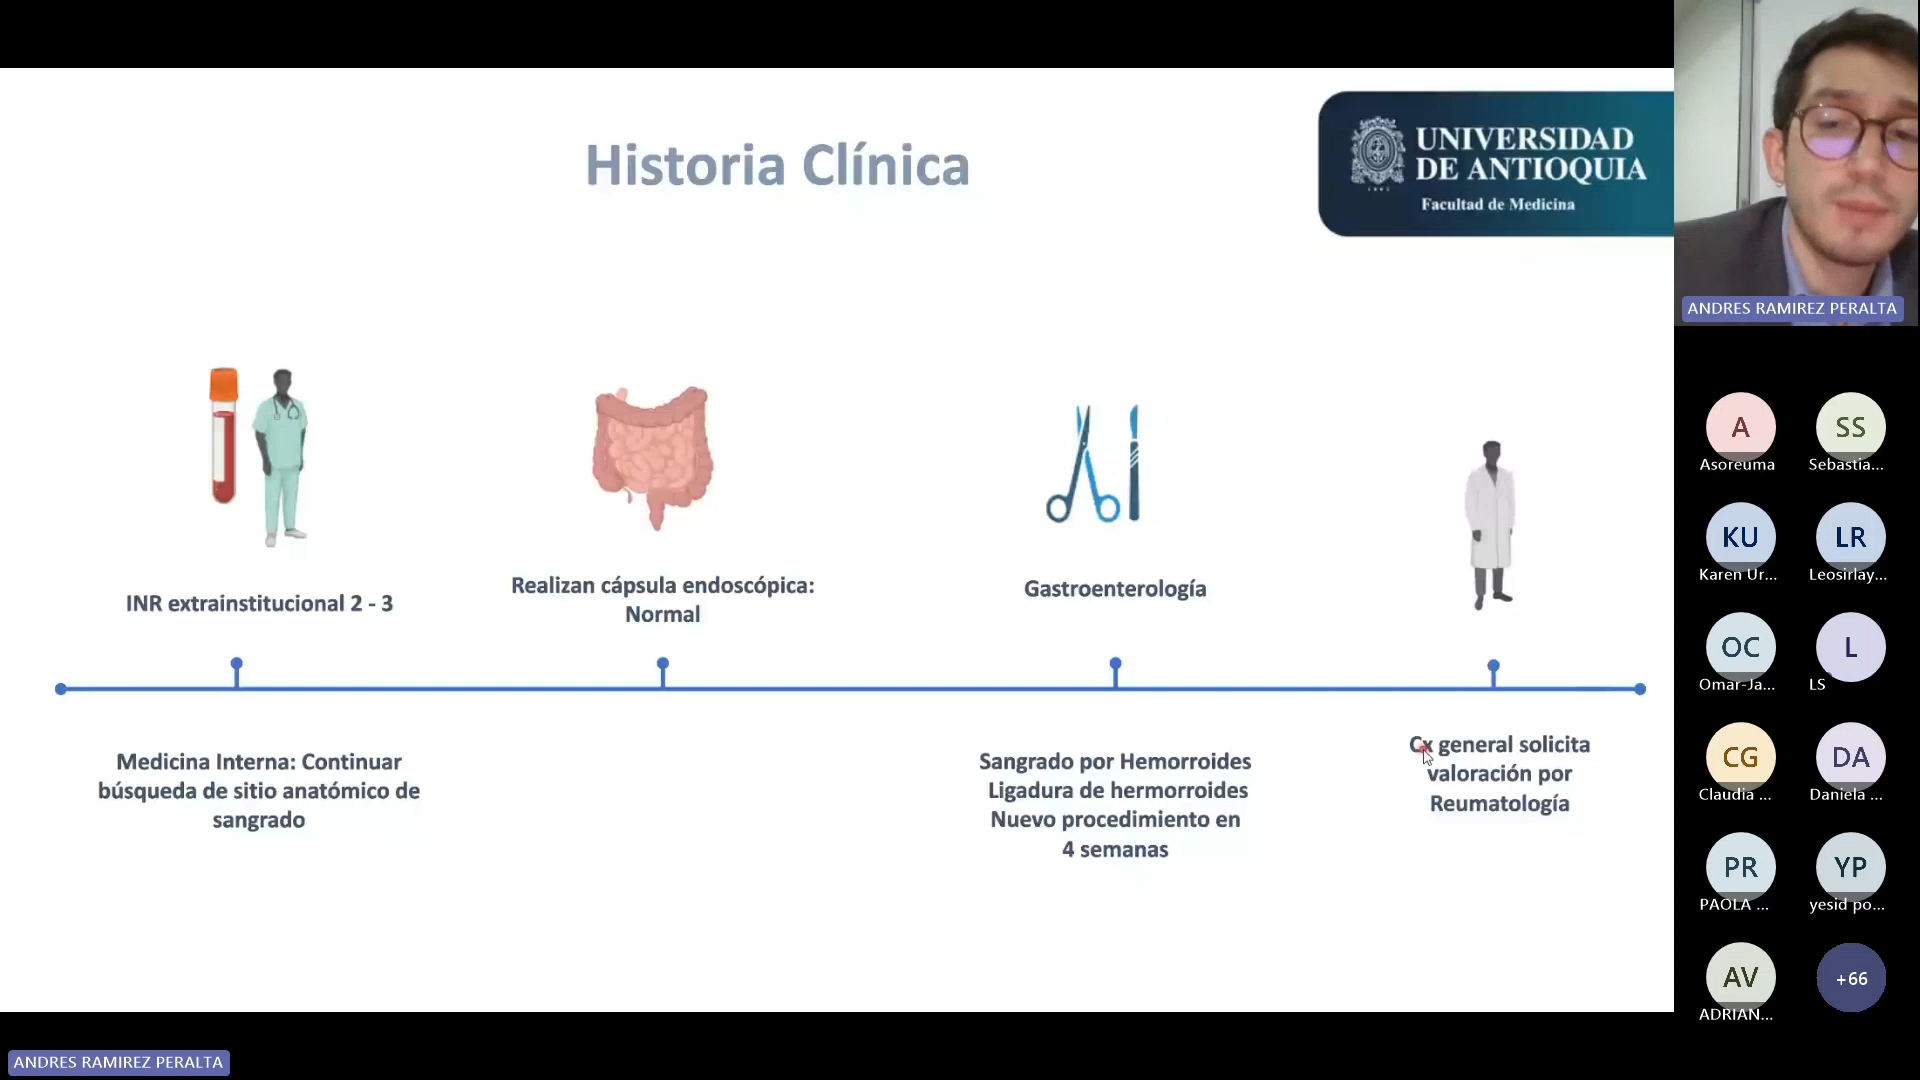 Historia Clínica
UNIVERSIDAD
DE ANTIOQUIA
Facultad de Medicina
INR extrainstitucional 2 - 3
Realizan cápsula endoscópica:
Normal
Gastroenterología
Medicina Interna: Continuar
búsqueda de sitio anatómico de
sangrado
Sangrado por Hemorroides
Ligadura de hermorroides
Nuevo procedimiento en
4 semanas
Cx general solicita
valoración por
Reumatología
ANDRES RAMIREZ PERALTA
A
Asoreuma
SS
Sebastia...
KU
Karen Ur...
LR
Leosirlay...
OC
Omar-Ja...
L
LS
CG
Claudia ...
DA
Daniela ...
PR
PAOLA ...
YP
yesid po...
AV
ADRIAN...
+66
ANDRES RAMIREZ PERALTA